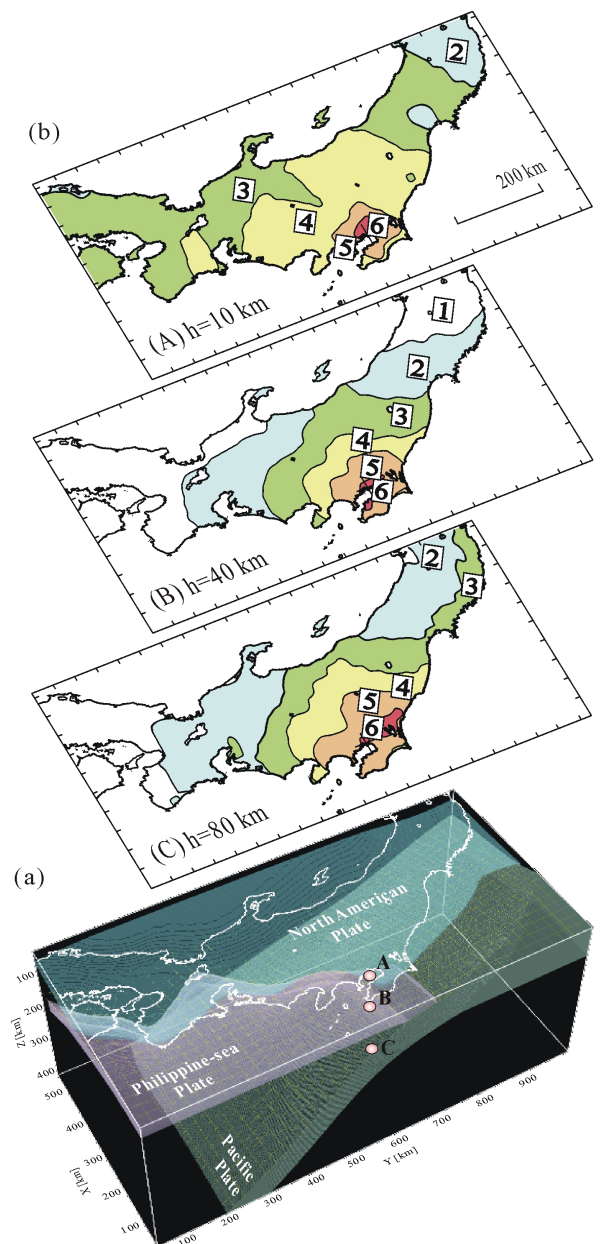 2
(b)
3
200 km
4
6
5
(A) h=10 km
1
2
3
4
5
6
(B) h=40 km
2
3
4
5
6
(C) h=80 km
(a)
North American
Plate
A
B
C
Philippine-sea
Plate
Pacific
Plate
Z[km]
100
200
300
400
X[km]
500
400
300
200
100
Y[km]
100
200
300
400
500
600
700
800
900